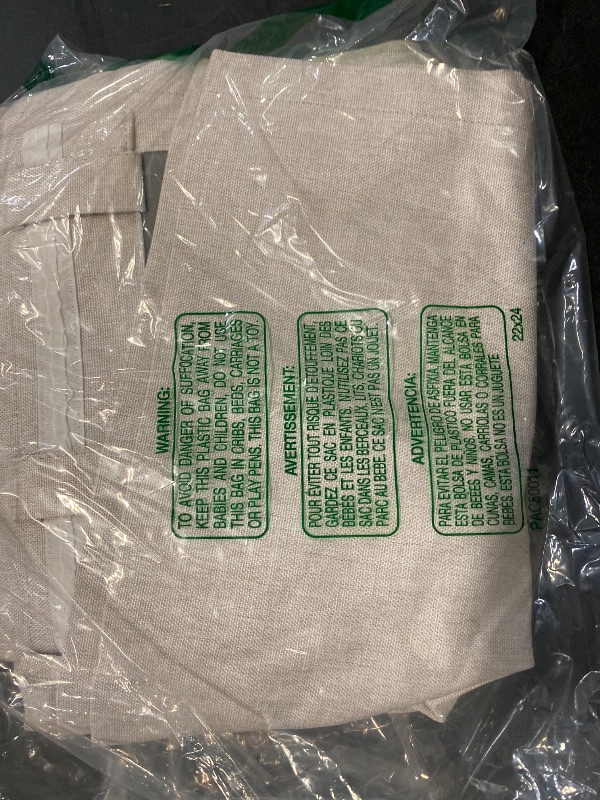 WARNING:
TO AVOID DANGER OF SUFFOCATION,
KEEP THIS PLASTIC BAG AWAY FROM
BABIES AND CHILDREN. DO NOT USE
THIS BAG IN CRIBS, BEDS, CARRIAGES
OR PLAY PENS. THIS BAG IS NOT A TOY.
AVERTISSEMENT:
POUR ÉVITER TOUT RISQUE D'ÉTOUFFEMENT,
GARDEZ CE SAC EN PLASTIQUE LOIN DES
BEBES ET LES ENFANTS. N'UTILISEZ PAS CE
SAC DANS LES BERCEAUX, LITS, CHARIOTS OU
PARC AU BEBE. CE SAC N'EST PAS UN JOUET.
ADVERTENCIA:
PARA EVITAR EL PELIGRO DE ASFIXIA, MANTENGA
ESTA BOLSA DE PLASTICO FUERA DEL ALCANCE
DE BEBES Y NINOS. NO USAR ESTA BOLSA EN
CUNAS, CAMAS, CARRIOLAS O CORRALES PARA
BEBES. ESTA BOLSA NO ES UN JUGUETE
22x24
PAC60011